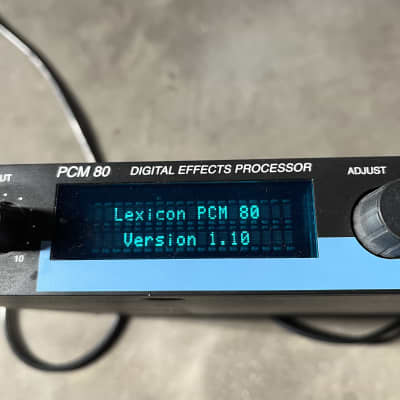 PCM 80 DIGITAL EFFECTS PROCESSOR
ADJUST
Lexicon PCM 80
Version 1.10
10